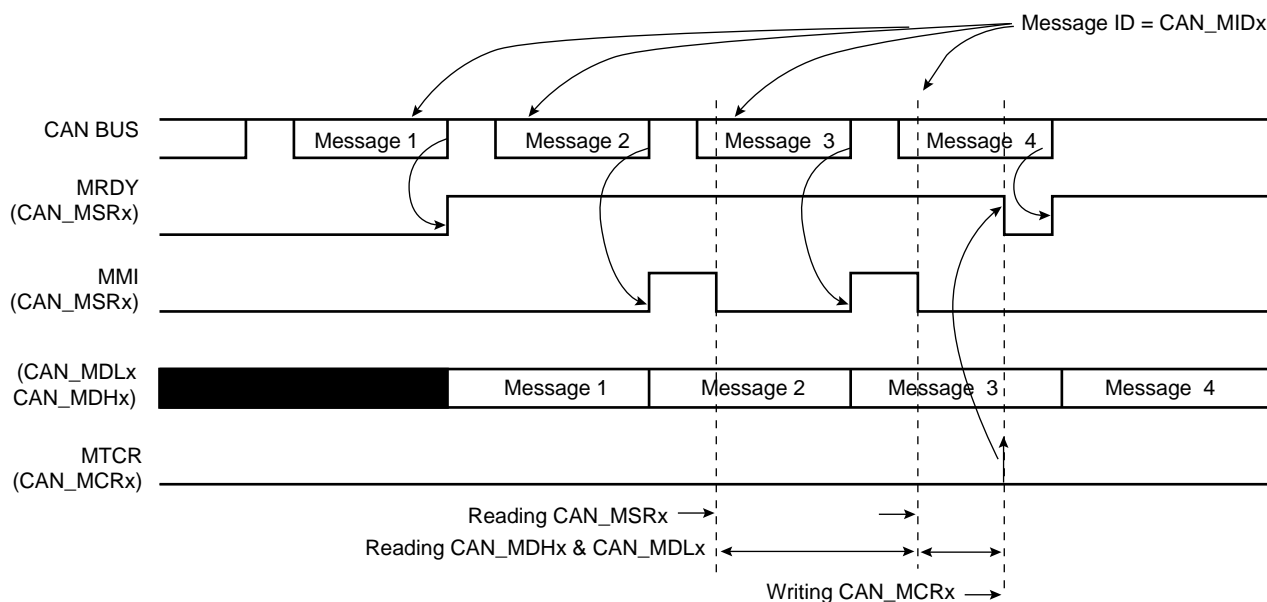 Message ID = CAN_MIDx
CAN BUS
Message 1
Message 2
Message 3
Message 4
MRDY
(CAN_MSRx)
MMI
(CAN_MSRx)
(CAN_MDLx
CAN_MDHx)
Message 1
Message 2
Message 3
Message 4
MTCR
(CAN_MCRx)
Reading CAN_MSRx
Reading CAN_MDHx & CAN_MDLx
Writing CAN_MCRx